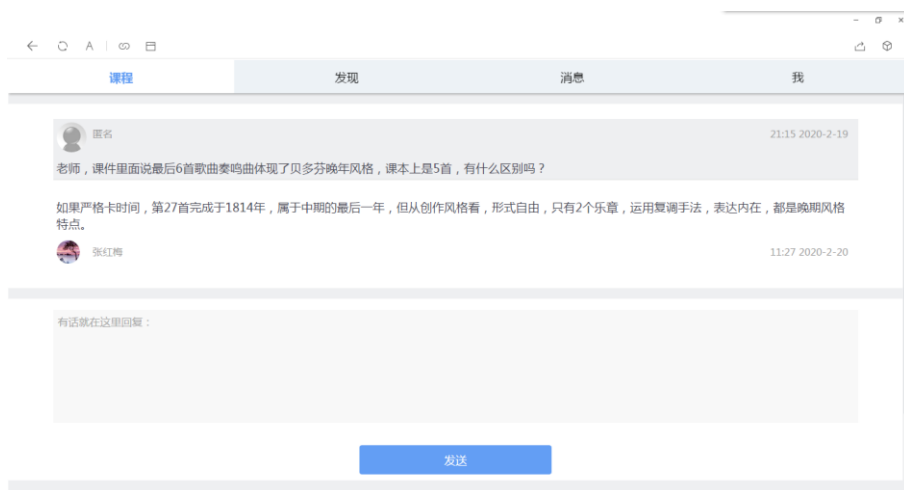 A
课程
发现
消息
我
匿名
21:15 2020-2-19
老师，课件里面说最后6首歌曲奏鸣曲体现了贝多芬晚年风格，课本上是5首，有什么区别吗？
如果严格卡时间，第27首完成于1814年，属于中期的最后一年，但从创作风格看，形式自由，只有2个乐章，运用复调手法，表达内在，都是晚期风格
特点。
张红梅
11:27 2020-2-20
有话就在这里回复：
发送